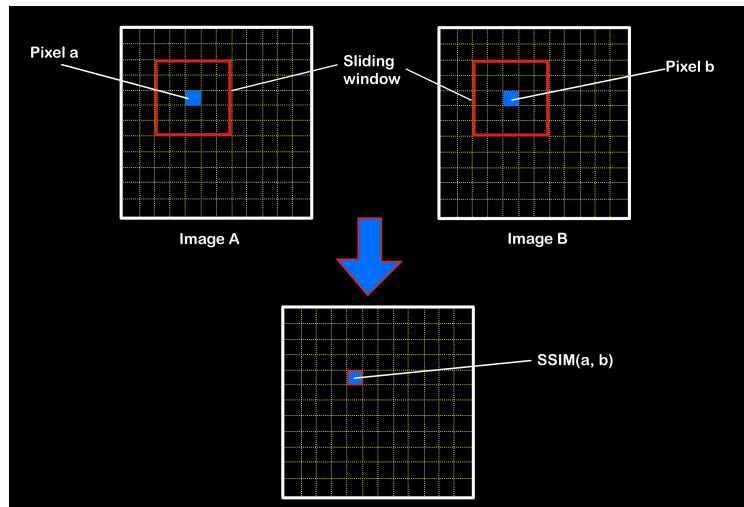 Pixel a
Sliding
window
Pixel b
Image A
Image B
SSIM(a, b)